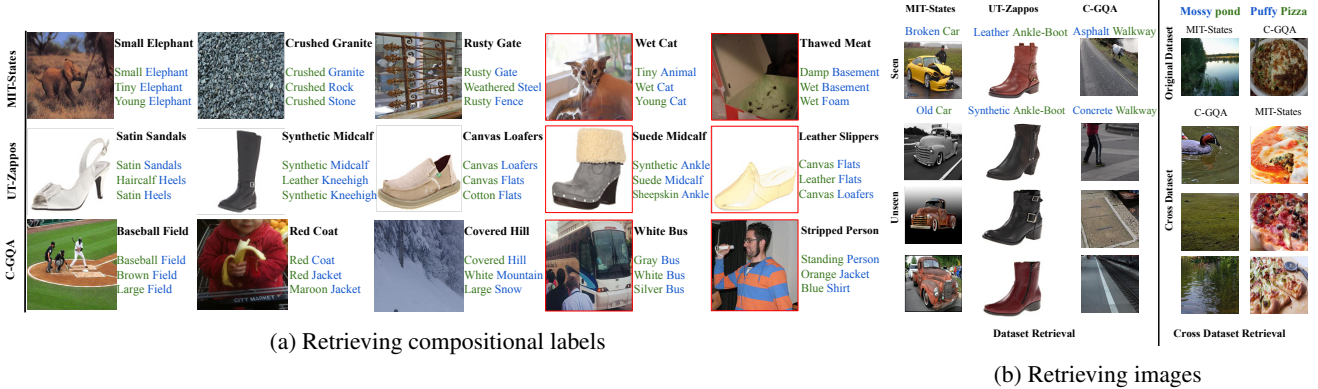 MIT-States
Small Elephant
Small Elephant
Tiny Elephant
Young Elephant
Crushed Granite
Crushed Granite
Crushed Rock
Crushed Stone
Rusty Gate
Rusty Gate
Weathered Steel
Rusty Fence
Wet Cat
Tiny Animal
Wet Cat
Young Cat
Thawed Meat
Damp Basement
Wet Basement
Wet Foam
UT-Zappos
Satin Sandals
Satin Sandals
Haircalf Heels
Satin Heels
Synthetic Midcalf
Synthetic Midcalf
Leather Kneehigh
Synthetic Kneehigh
Canvas Loafers
Canvas Loafers
Canvas Flats
Cotton Flats
Suede Midcalf
Synthetic Ankle
Suede Midcalf
Sheepskin Ankle
Leather Slippers
Canvas Flats
Leather Flats
Canvas Loafers
C-GQA
Baseball Field
Baseball Field
Brown Field
Large Field
CITY MARKET
Red Coat
Red Coat
Red Jacket
Maroon Jacket
Covered Hill
Covered Hill
White Mountain
Large Snow
White Bus
Gray Bus
White Bus
Silver Bus
Stripped Person
Standing Person
Orange Jacket
Blue Shirt
(a) Retrieving compositional labels
MIT-States UT-Zappos C-GQA
Seen
Broken Car Leather Ankle-Boot Asphalt Walkway
Unseen
Old Car Synthetic Ankle-Boot Concrete Walkway
Dataset Retrieval
Mossy pond Puffy Pizza
Original Dataset
MIT-States C-GQA
Cross Dataset
C-GQA MIT-States
Cross Dataset Retrieval
(b) Retrieving images